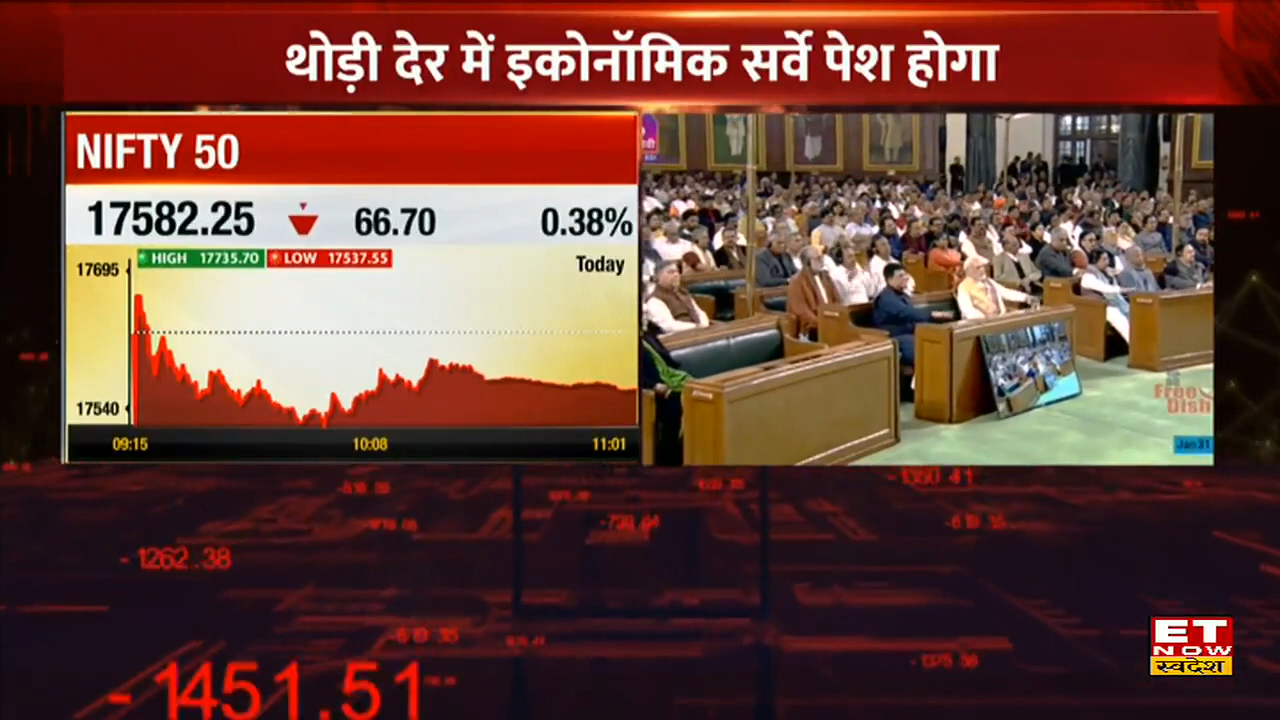 थोड़ी देर में इकोनॉमिक सर्वे पेश होगा
NIFTY 50
17582.25 66.70 0.38%
HIGH 17735.70 LOW 17537.55
Today
17695
17540
09:15 10:08 11:01
Free Dish
Jan 31
-1262.38
-1451.51
ET
NOW
स्वदेश